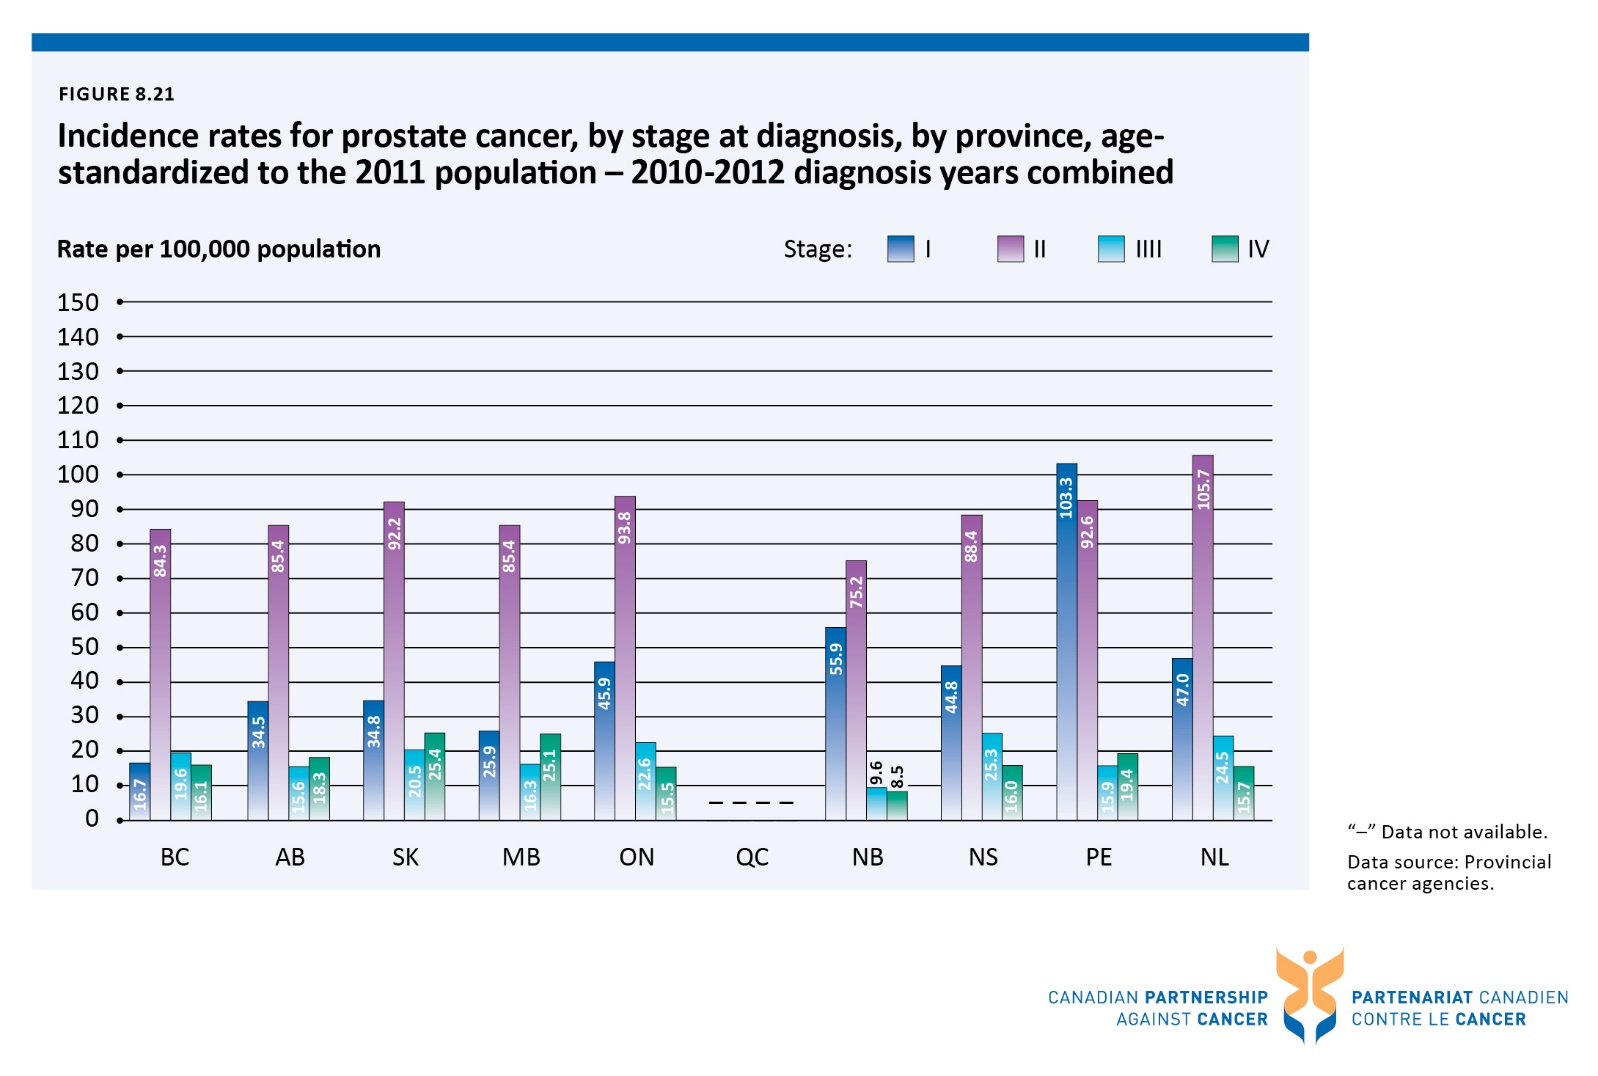 FIGURE 8.21
Incidence rates for prostate cancer, by stage at diagnosis, by province, age-
standardized to the 2011 population – 2010-2012 diagnosis years combined
Rate per 100,000 population
Stage: I II IIII IV
150
140
130
120
110
100
90
80
70
60
50
40
30
20
10
0
16.7 84.3 19.6 16.1
34.5 85.4 15.6 18.3
34.8 92.2 20.5 25.4
25.9 85.4 16.3 25.1
45.9 93.8 22.6 15.5
– – – –
55.9 75.2 9.6 8.5
44.8 88.4 25.3 16.0
103.3 92.6 15.9 19.4
47.0 105.7 24.5 15.7
BC AB SK MB ON QC NB NS PE NL
“–” Data not available.
Data source: Provincial
cancer agencies.
CANADIAN PARTNERSHIP
AGAINST CANCER
PARTENARIAT CANADIEN
CONTRE LE CANCER